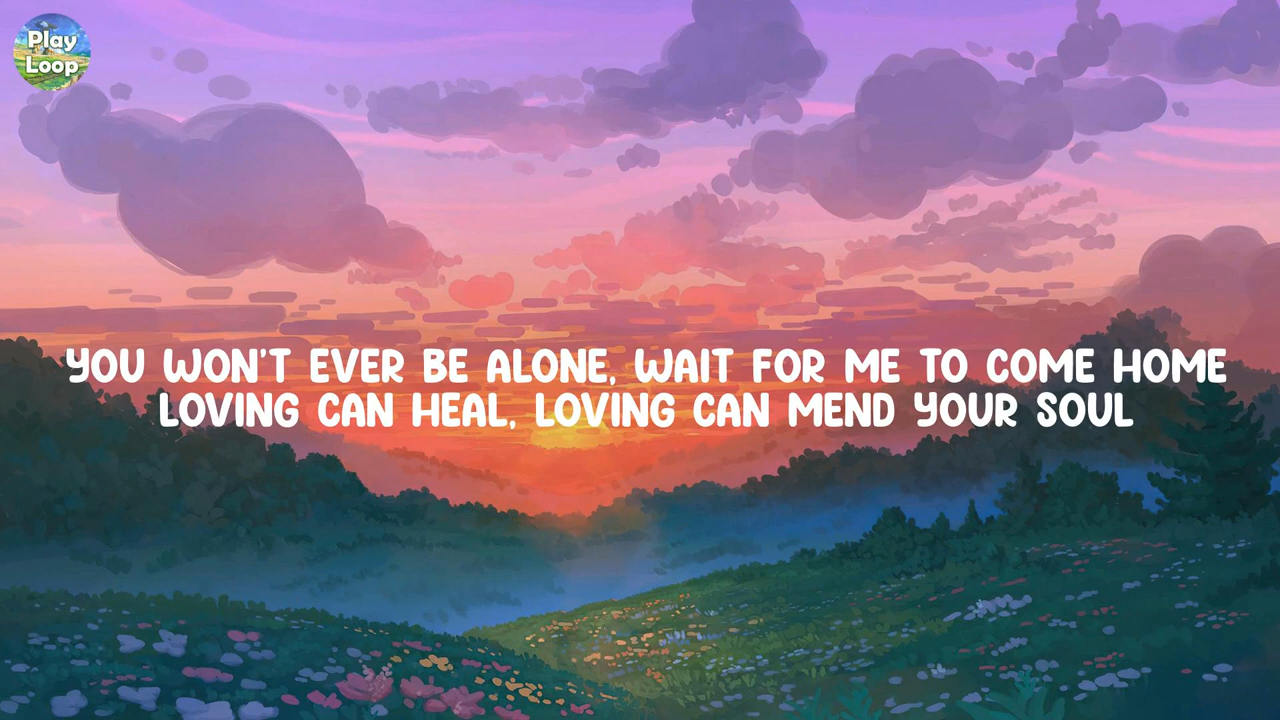 Play
Loop
YOU WON'T EVER BE ALONE, WAIT FOR ME TO COME HOME
LOVING CAN HEAL, LOVING CAN MEND YOUR SOUL